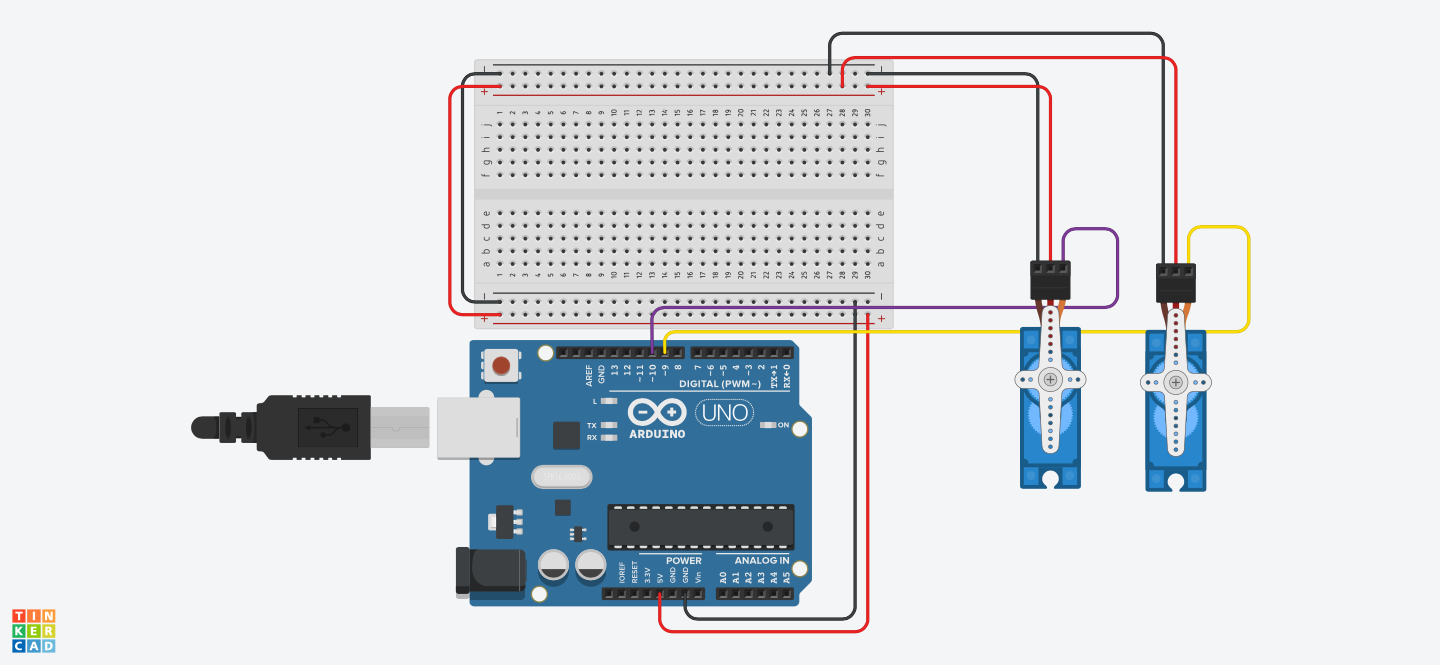 1 2 3 4 5 6 7 8 9 10 11 12 13 14 15 16 17 18 19 20 21 22 23 24 25 26 27 28 29 30
j j
i i
h h
g g
f f
e e
d d
c c
b b
a a
1 2 3 4 5 6 7 8 9 10 11 12 13 14 15 16 17 18 19 20 21 22 23 24 25 26 27 28 29 30
AREF GND 13 12 ~11 ~10 ~9 8 7 ~6 ~5 4 ~3 2 TX→1 RX←0
DIGITAL (PWM~)
L
TX
RX
ARDUINO
UNO
ON
POWER
ANALOG IN
IOREF RESET 3.3V 5V GND GND Vin A0 A1 A2 A3 A4 A5
TIN
KER
CAD